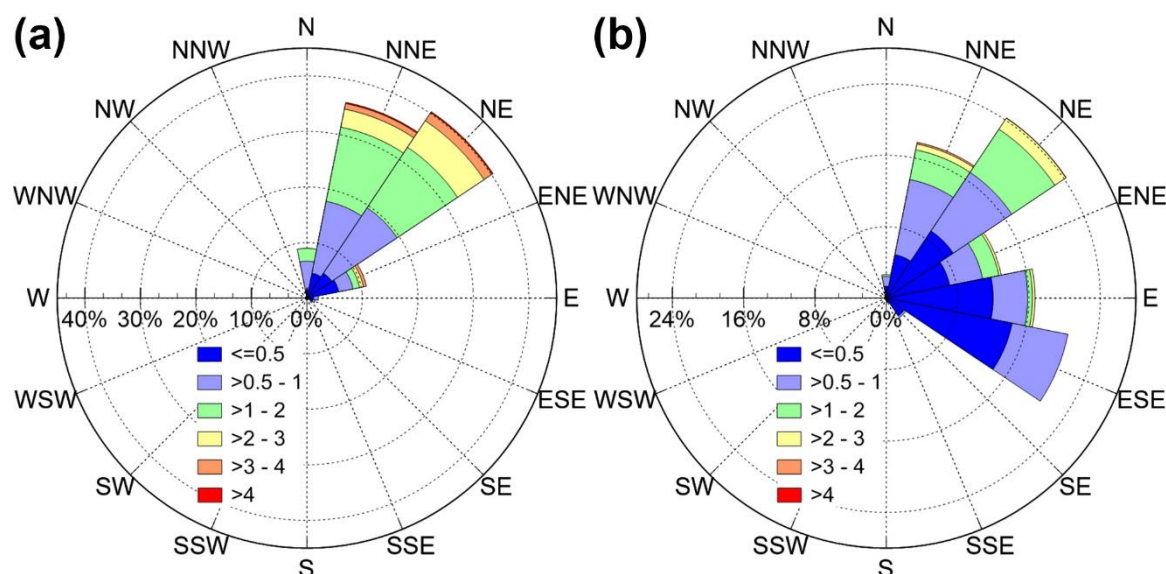 (a)
N
NNE
NE
ENE
E
ESE
SE
SSE
S
SSW
SW
WSW
W
WNW
NW
NNW
40% 30% 20% 10% 0%
<=0.5
>0.5 - 1
>1 - 2
>2 - 3
>3 - 4
>4
(b)
N
NNE
NE
ENE
E
ESE
SE
SSE
S
SSW
SW
WSW
W
WNW
NW
NNW
24% 16% 8% 0%
<=0.5
>0.5 - 1
>1 - 2
>2 - 3
>3 - 4
>4